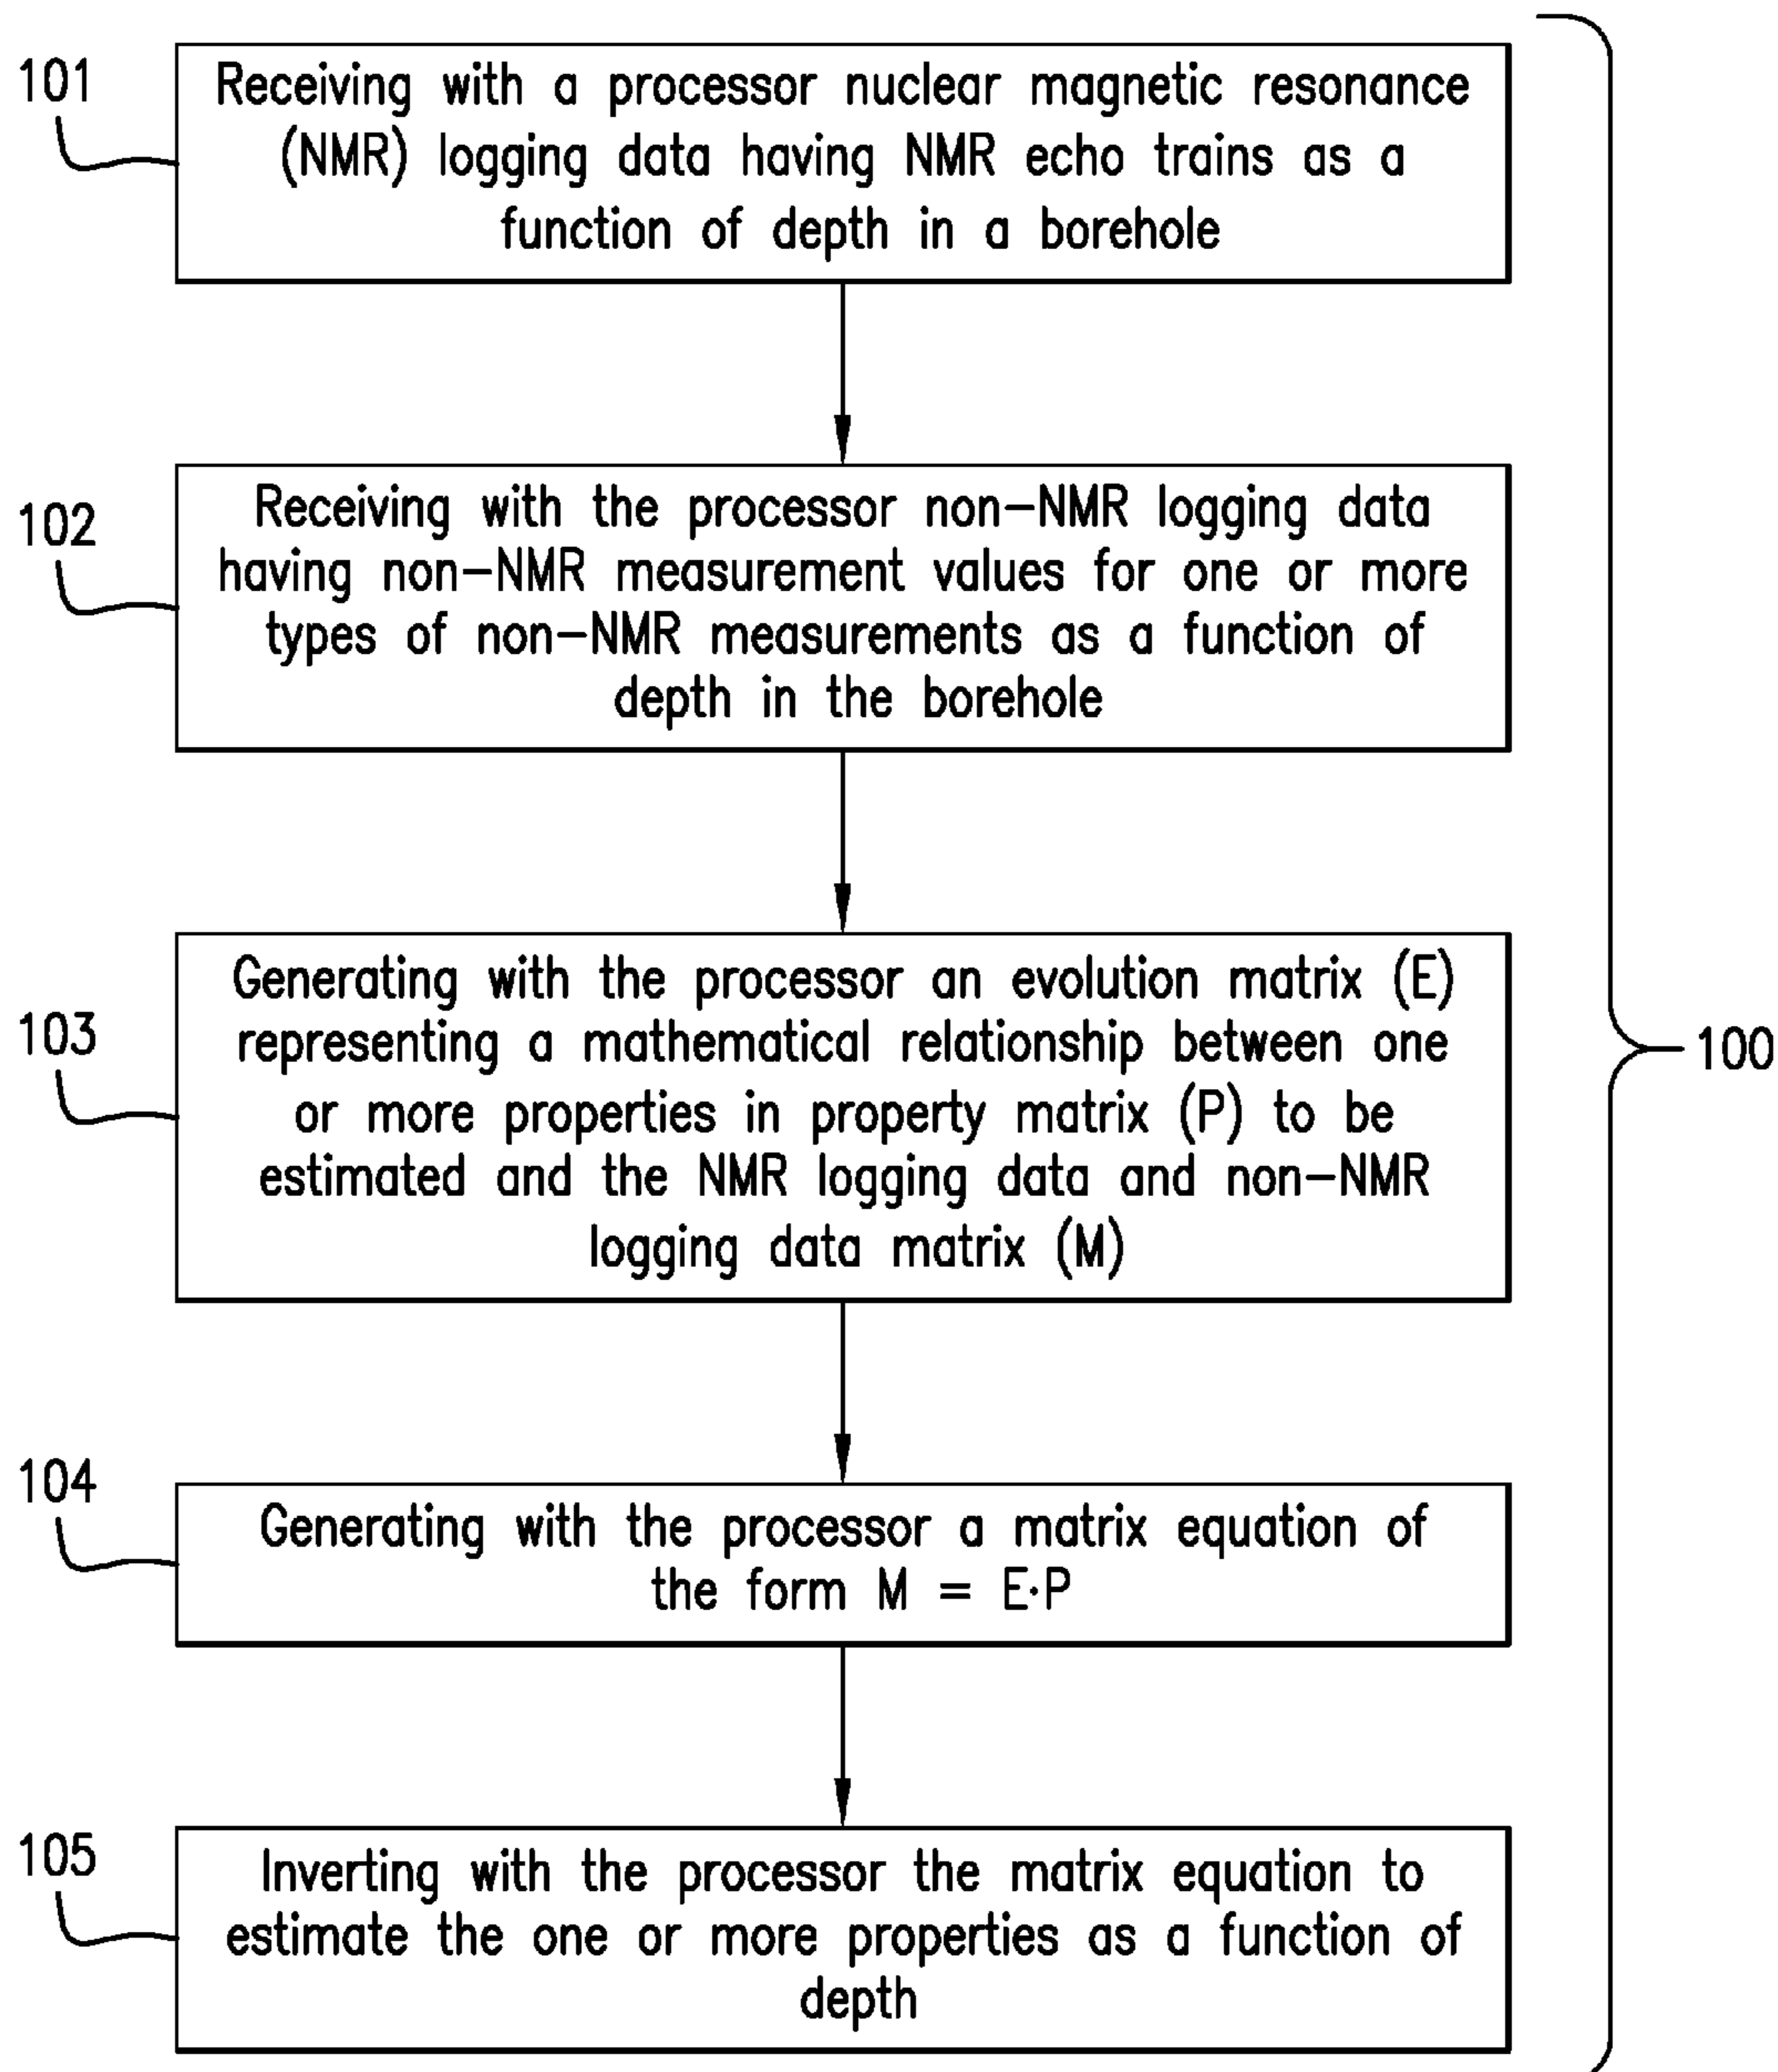 101
Receiving with a processor nuclear magnetic resonance
(NMR) logging data having NMR echo trains as a
function of depth in a borehole
102
Receiving with the processor non-NMR logging data
having non-NMR measurement values for one or more
types of non-NMR measurements as a function of
depth in the borehole
103
Generating with the processor an evolution matrix (E)
representing a mathematical relationship between one
or more properties in property matrix (P) to be
estimated and the NMR logging data and non-NMR
logging data matrix (M)
100
104
Generating with the processor a matrix equation of
the form M = E·P
105
Inverting with the processor the matrix equation to
estimate the one or more properties as a function of
depth